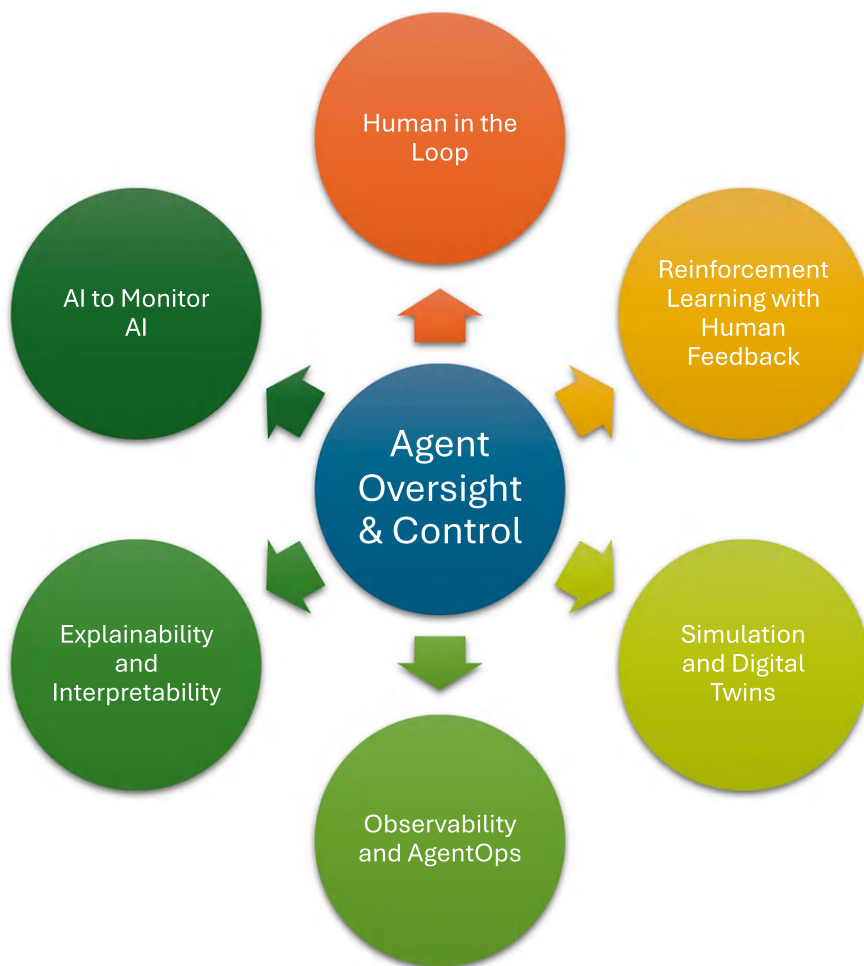 Human in the
Loop
Reinforcement
Learning with
Human
Feedback
Simulation
and Digital
Twins
Observability
and AgentOps
Explainability
and
Interpretability
AI to Monitor
AI
Agent
Oversight
& Control